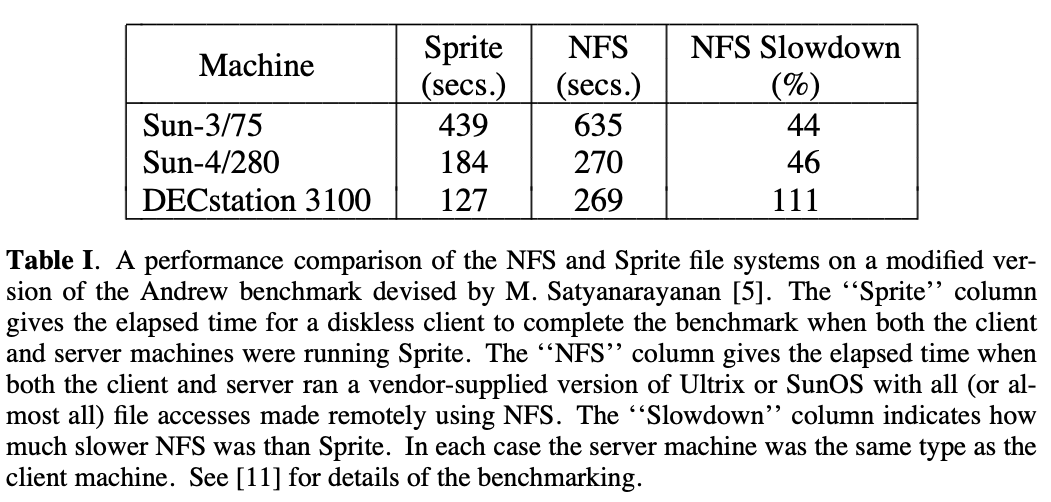 Machine Sprite (secs.) NFS (secs.) NFS Slowdown (%)
Sun-3/75 439 635 44
Sun-4/280 184 270 46
DECstation 3100 127 269 111
Table I. A performance comparison of the NFS and Sprite file systems on a modified ver-
sion of the Andrew benchmark devised by M. Satyanarayanan [5]. The ‘‘Sprite’’ column
gives the elapsed time for a diskless client to complete the benchmark when both the client
and server machines were running Sprite. The ‘‘NFS’’ column gives the elapsed time when
both the client and server ran a vendor-supplied version of Ultrix or SunOS with all (or al-
most all) file accesses made remotely using NFS. The ‘‘Slowdown’’ column indicates how
much slower NFS was than Sprite. In each case the server machine was the same type as the
client machine. See [11] for details of the benchmarking.